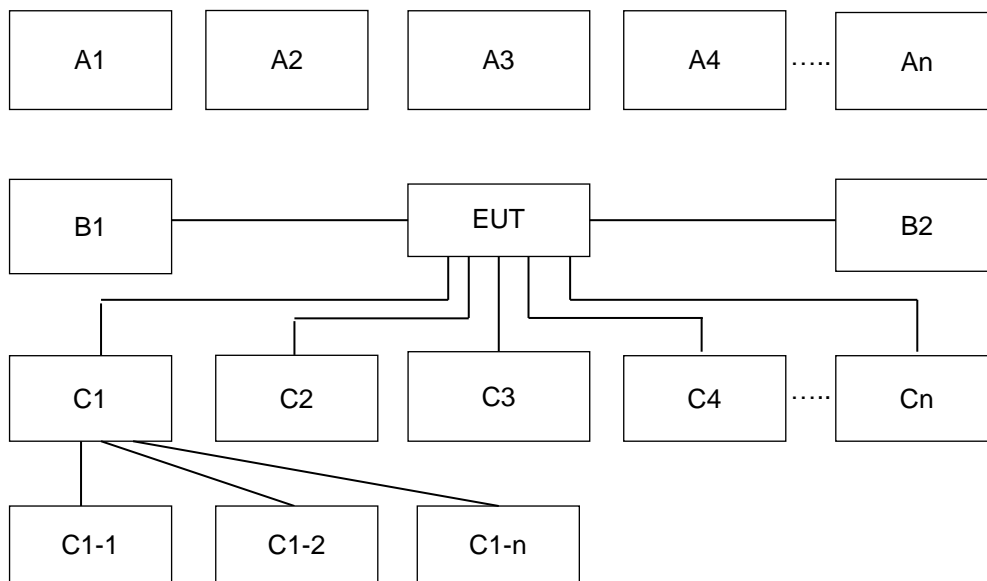 A1 A2 A3 A4 ..... An
B1 EUT B2
C1 C2 C3 C4 ..... Cn
C1-1 C1-2 C1-n